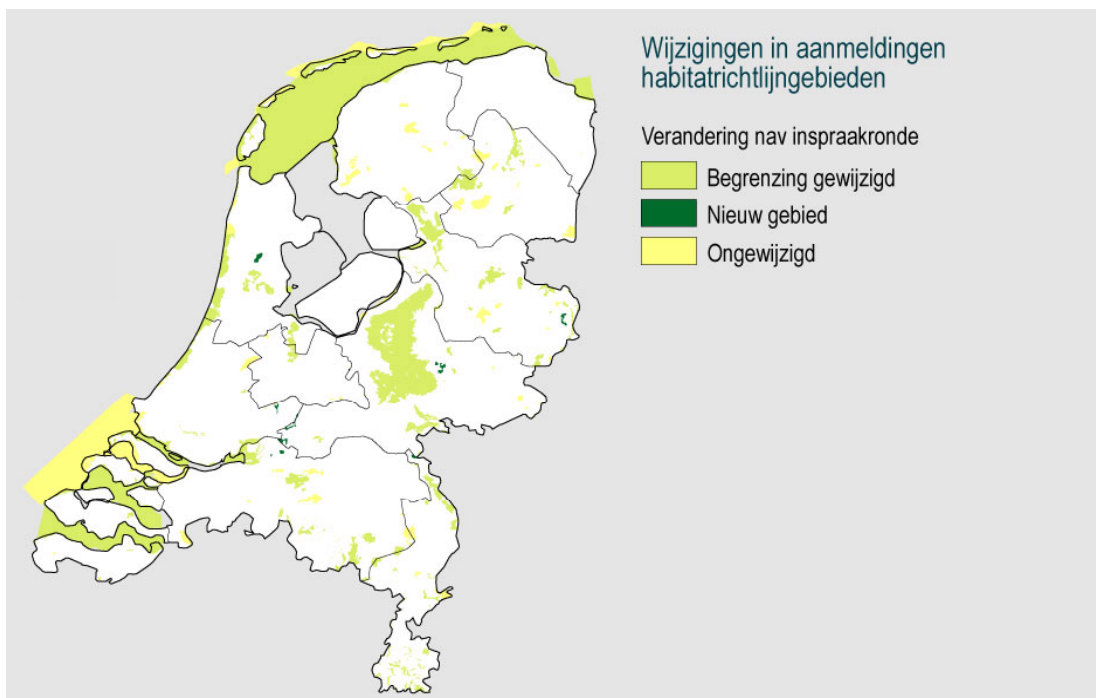 Wijzigingen in aanmeldingen
habitatrichtlijngebieden
Verandering nav inspraakronde
Begrenzing gewijzigd
Nieuw gebied
Ongewijzigd